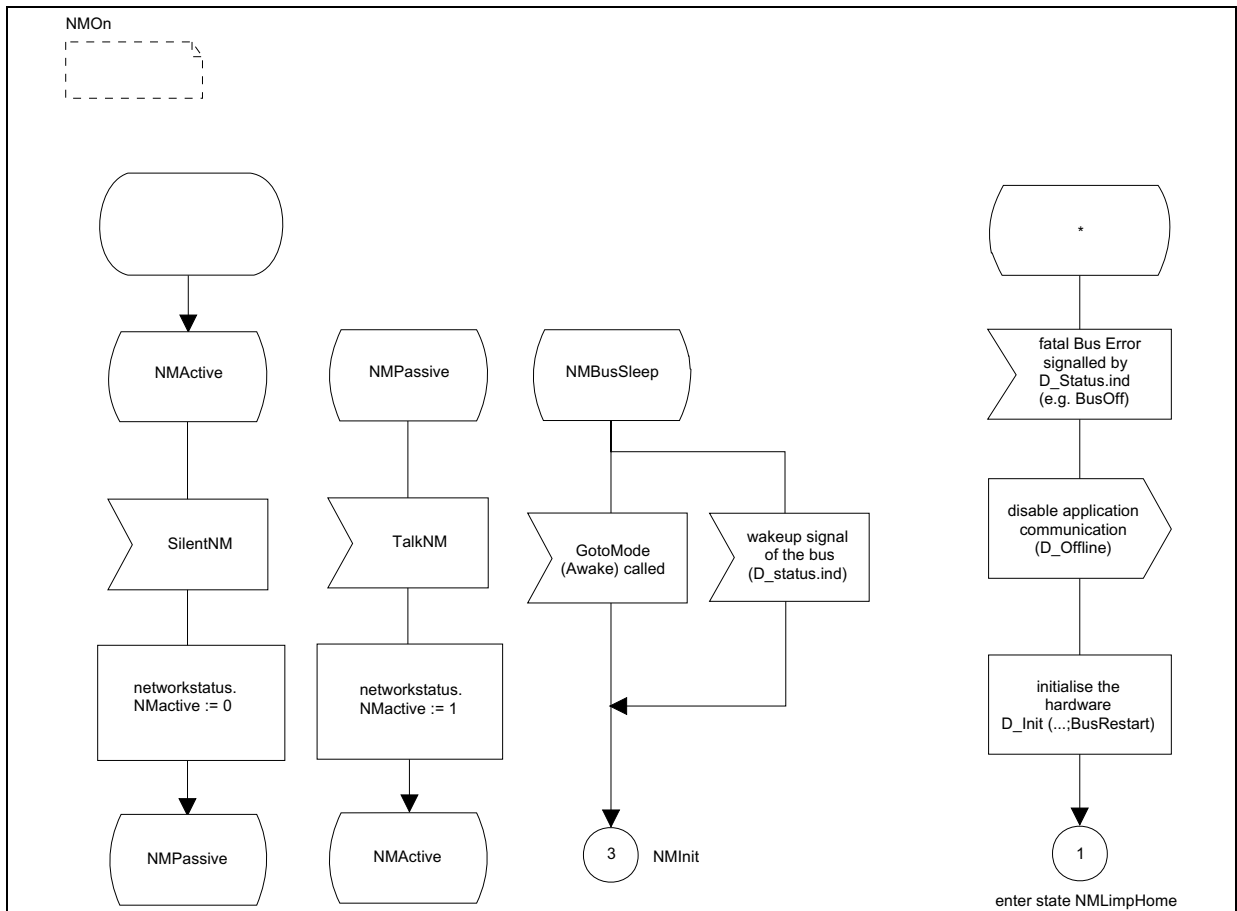 NMOn
NMActive
SilentNM
networkstatus.
NMactive := 0
NMPassive
NMPassive
TalkNM
networkstatus.
NMactive := 1
NMActive
NMBusSleep
GotoMode
(Awake) called
wakeup signal
of the bus
(D_status.ind)
3
NMInit
*
fatal Bus Error
signalled by
D_Status.ind
(e.g. BusOff)
disable application
communication
(D_Offline)
initialise the
hardware
D_Init (...;BusRestart)
1
enter state NMLimpHome